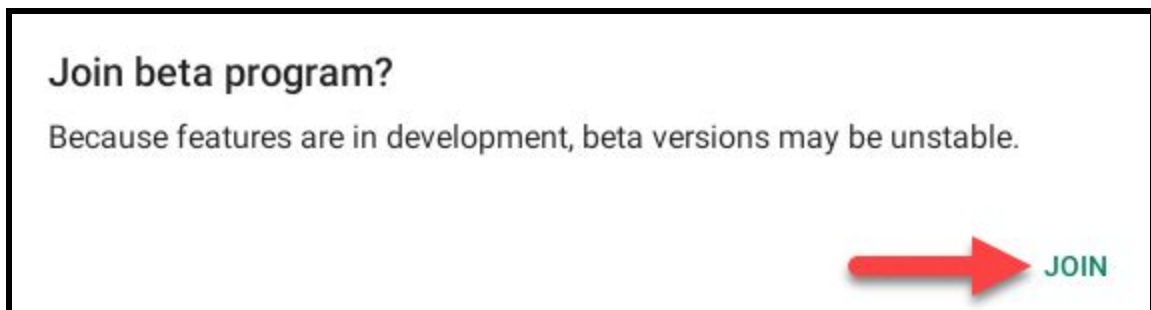 Join beta program?
Because features are in development, beta versions may be unstable.
JOIN